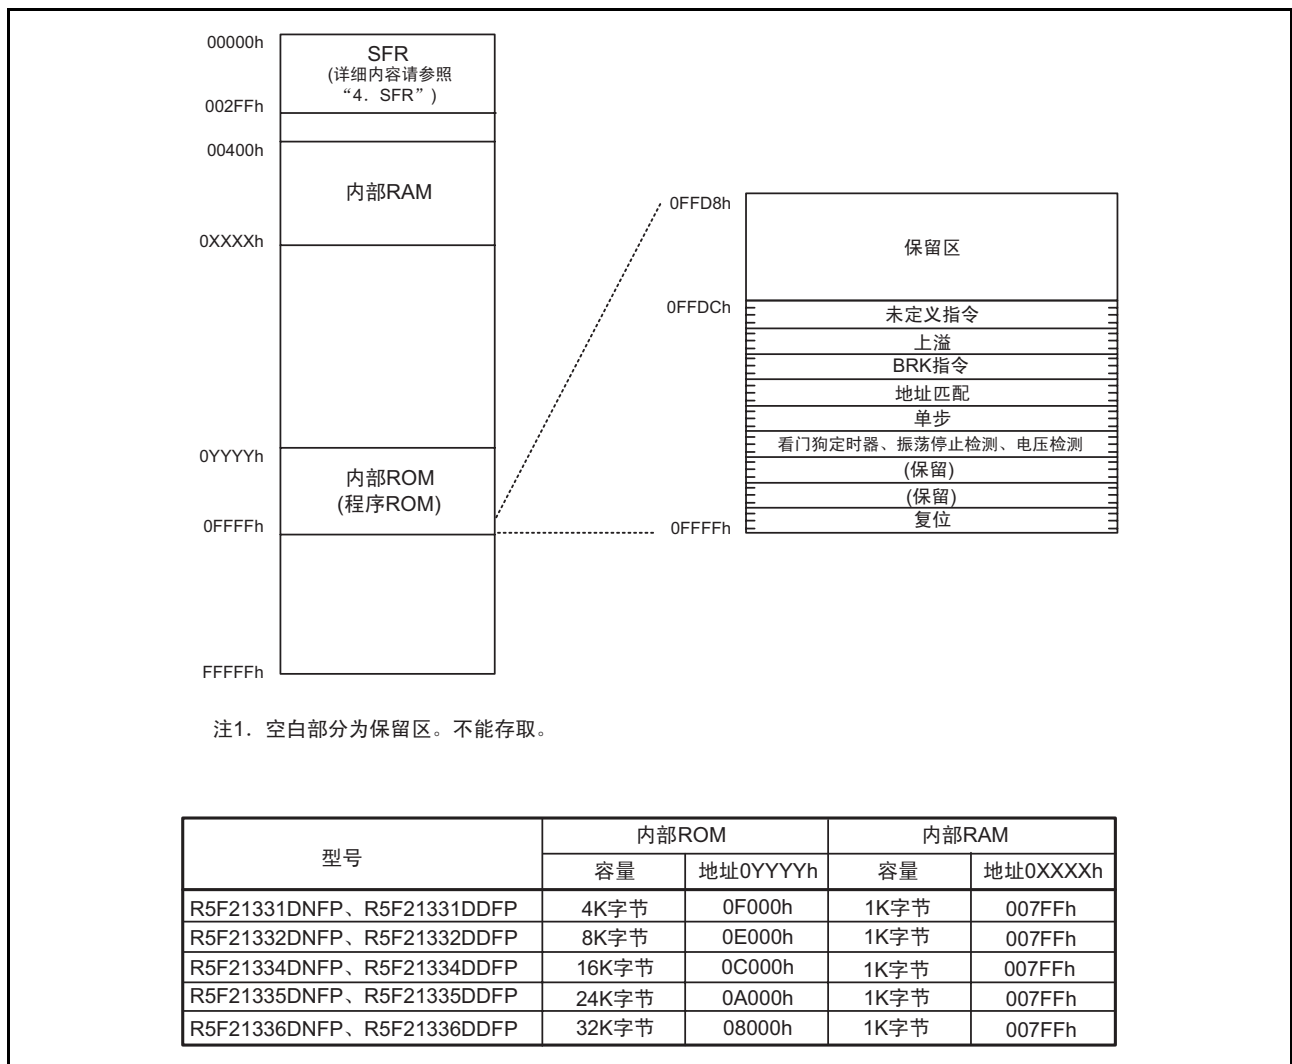 00000h
SFR
(详细内容请参照
“4．SFR”)
002FFh
00400h
内部RAM
0XXXXh
0YYYYh
内部ROM
(程序ROM)
0FFFFh
FFFFFh
0FFD8h
保留区
0FFDCh
未定义指令
上溢
BRK指令
地址匹配
单步
看门狗定时器、振荡停止检测、电压检测
(保留)
(保留)
复位
0FFFFh
注1．空白部分为保留区。不能存取。
型号 内部ROM 内部RAM
容量 地址0YYYYh 容量 地址0XXXXh
R5F21331DNFP、R5F21331DDFP 4K字节 0F000h 1K字节 007FFh
R5F21332DNFP、R5F21332DDFP 8K字节 0E000h 1K字节 007FFh
R5F21334DNFP、R5F21334DDFP 16K字节 0C000h 1K字节 007FFh
R5F21335DNFP、R5F21335DDFP 24K字节 0A000h 1K字节 007FFh
R5F21336DNFP、R5F21336DDFP 32K字节 08000h 1K字节 007FFh